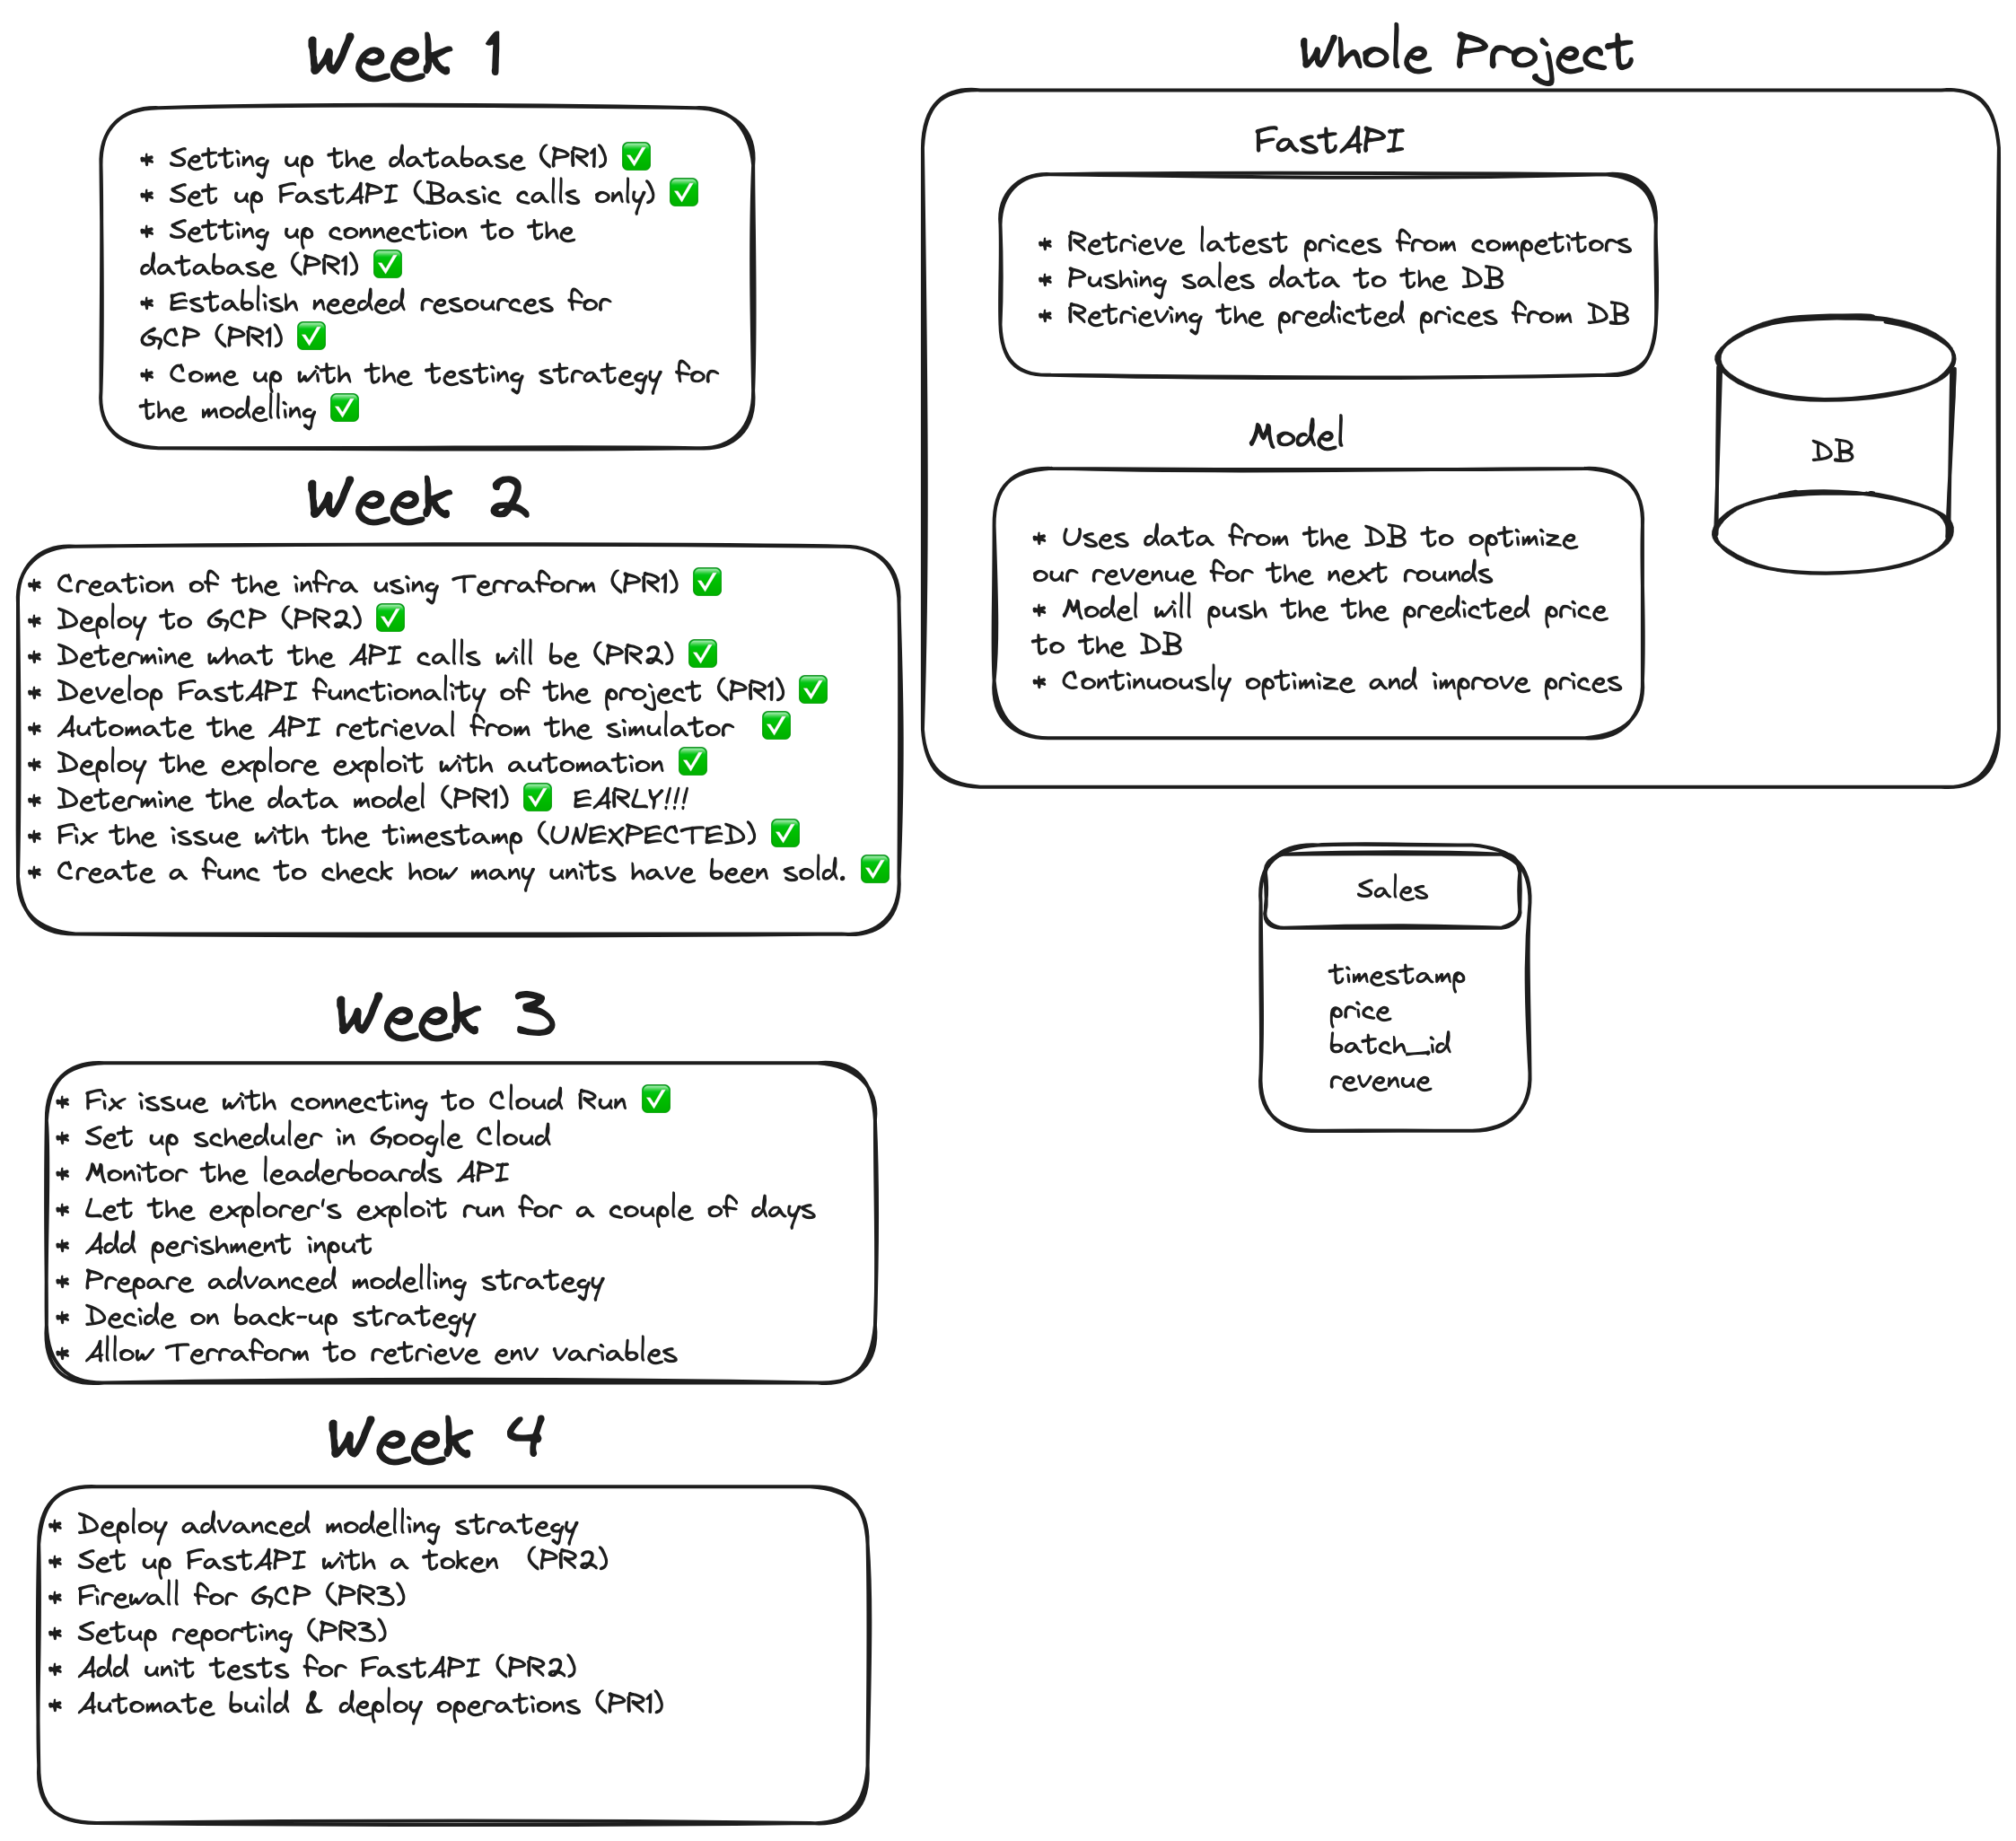 Week 1
* Setting up the database (PR1) ✅
* Set up FastAPI (Basic calls only) ✅
* Setting up connection to the
database (PR1) ✅
* Establish needed resources for
GCP (PR1) ✅
* Come up with the testing strategy for
the modelling ✅
Week 2
* Creation of the infra using Terraform (PR1) ✅
* Deploy to GCP (PR2) ✅
* Determine what the API calls will be (PR2) ✅
* Develop FastAPI functionality of the project (PR1) ✅
* Automate the API retrieval from the simulator ✅
* Deploy the explore exploit with automation ✅
* Determine the data model (PR1) ✅ EARLY!!!
* Fix the issue with the timestamp (UNEXPECTED) ✅
* Create a func to check how many units have been sold. ✅
Week 3
* Fix issue with connecting to Cloud Run ✅
* Set up scheduler in Google Cloud
* Monitor the leaderboards API
* Let the explorer's exploit run for a couple of days
* Add perishment input
* Prepare advanced modelling strategy
* Decide on back-up strategy
* Allow Terraform to retrieve env variables
Week 4
* Deploy advanced modelling strategy
* Set up FastAPI with a token (PR2)
* Firewall for GCP (PR3)
* Setup reporting (PR3)
* Add unit tests for FastAPI (PR2)
* Automate build & deploy operations (PR1)
Whole Project
FastAPI
* Retrieve latest prices from competitors
* Pushing sales data to the DB
* Retrieving the predicted prices from DB
Model
* Uses data from the DB to optimize
our revenue for the next rounds
* Model will push the the predicted price
to the DB
* Continuously optimize and improve prices
DB
Sales
timestamp
price
batch_id
revenue